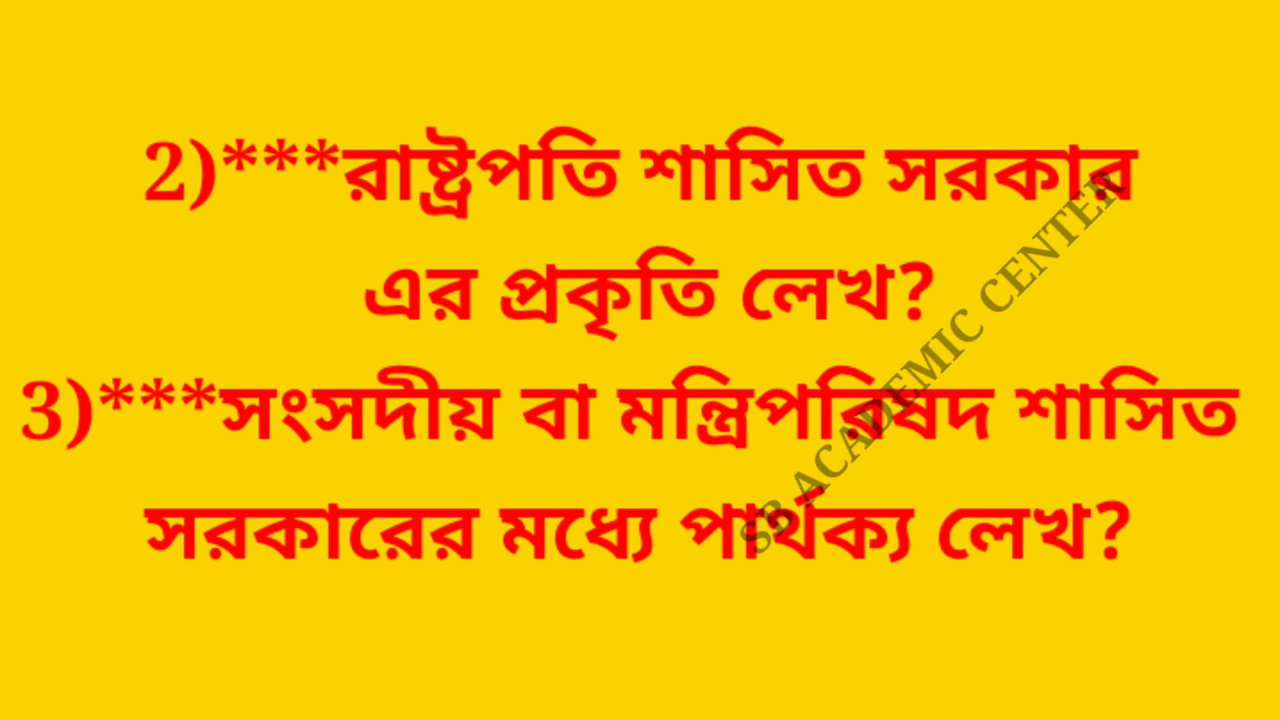 2)***রাষ্ট্রপতি শাসিত সরকার
এর প্রকৃতি লেখ?
3)***সংসদীয় বা মন্ত্রিপরিষদ শাসিত
সরকারের মধ্যে পার্থক্য লেখ?
SB ACADEMIC CENTER